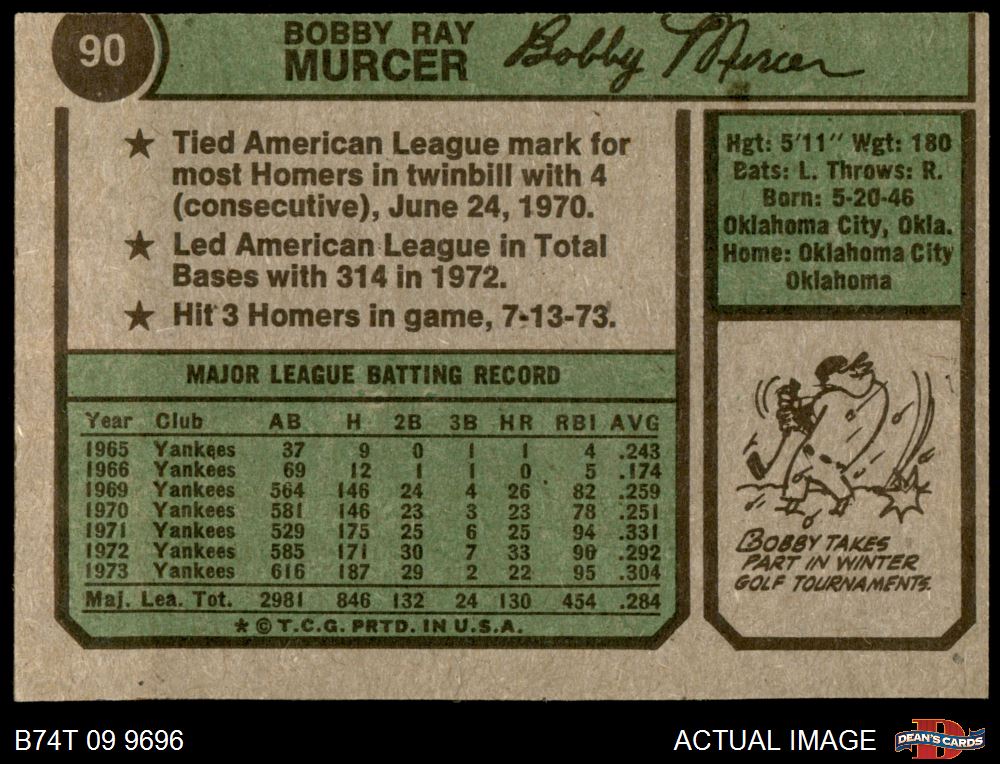 90
BOBBY RAY
MURCER
Bobby Murcer
★ Tied American League mark for
most Homers in twinbill with 4
(consecutive), June 24, 1970.
★ Led American League in Total
Bases with 314 in 1972.
★ Hit 3 Homers in game, 7-13-73.
Hgt: 5'11" Wgt: 180
Bats: L. Throws: R.
Born: 5-20-46
Oklahoma City, Okla.
Home: Oklahoma City
Oklahoma
MAJOR LEAGUE BATTING RECORD
Year Club AB H 2B 3B HR RBI AVG
1965 Yankees 37 9 0 1 1 4 .243
1966 Yankees 69 12 1 1 0 5 .174
1969 Yankees 564 146 24 4 26 82 .259
1970 Yankees 581 146 23 3 23 78 .251
1971 Yankees 529 175 25 6 25 94 .331
1972 Yankees 585 171 30 7 33 96 .292
1973 Yankees 616 187 29 2 22 95 .304
Maj. Lea. Tot. 2981 846 132 24 130 454 .284
* © T.C.G. PRTD. IN U.S.A.
BOBBY TAKES
PART IN WINTER
GOLF TOURNAMENTS.
B74T 09 9696
ACTUAL IMAGE
DEAN'S CARDS